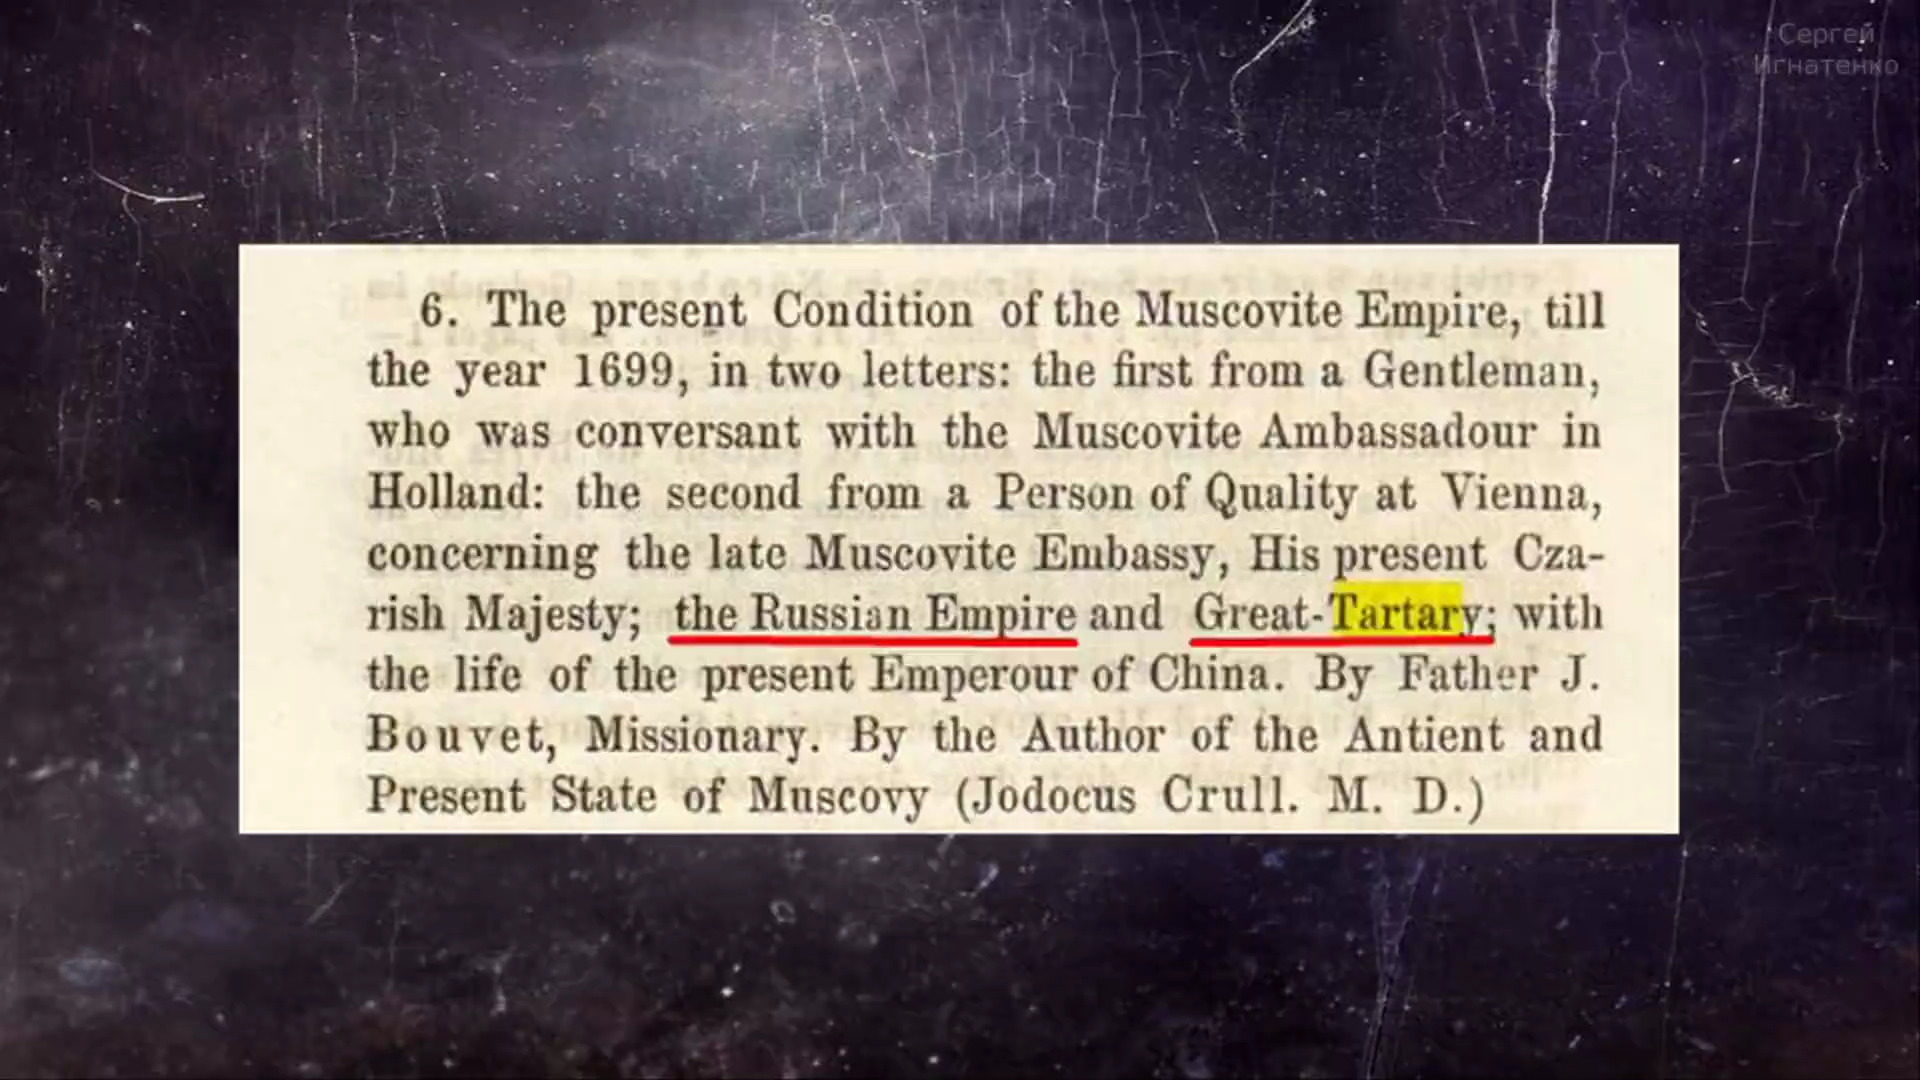 Сергей
Игнатенко
6. The present Condition of the Muscovite Empire, till
the year 1699, in two letters: the first from a Gentleman,
who was conversant with the Muscovite Ambassadour in
Holland: the second from a Person of Quality at Vienna,
concerning the late Muscovite Embassy, His present Cza-
rish Majesty; the Russian Empire and Great-Tartary; with
the life of the present Emperour of China. By Father J.
Bouvet, Missionary. By the Author of the Antient and
Present State of Muscovy (Jodocus Crull. M. D.)